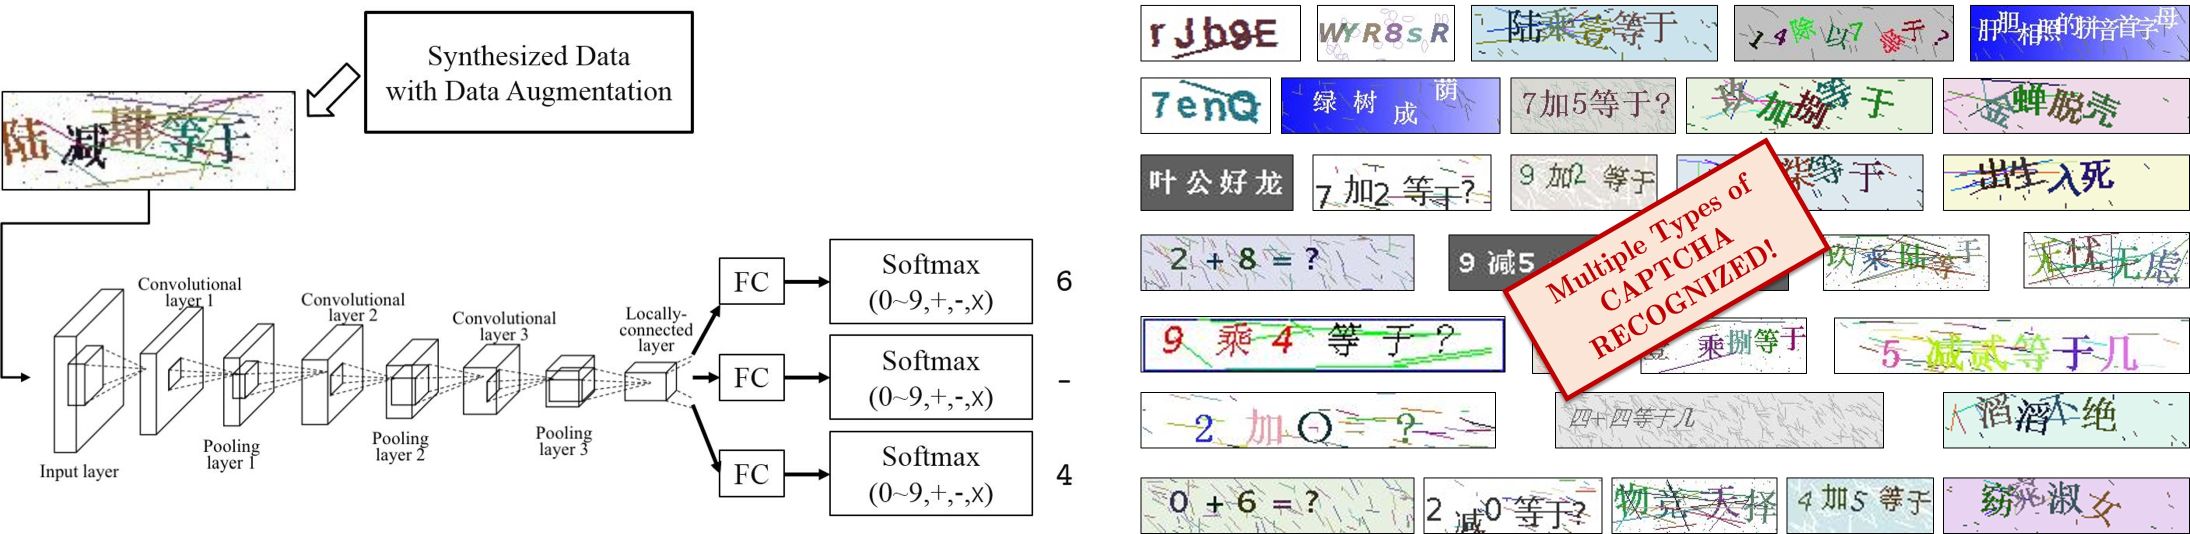 Synthesized Data
with Data Augmentation
陆减肆等于
Convolutional
layer 1
Convolutional
layer 2
Convolutional
layer 3
Locally-
connected
layer
Input layer
Pooling
layer 1
Pooling
layer 2
Pooling
layer 3
FC
Softmax
(0~9,+,-,x)
6
FC
Softmax
(0~9,+,-,x)
-
FC
Softmax
(0~9,+,-,x)
4
rJb9E
WYR8sR
陆乘壹等于
14除以7等于?
肝胆相照的拼音首字母
7enQ
绿树成荫
7加5等于?
加捌等于
金蝉脱壳
叶公好龙
7加2等于?
9加2等于
柒等于
出生入死
2+8=?
9减5
玖乘陆等于
无忧无虑
9乘4等于?
乘捌等于
5减贰等于几
2加〇=?
四+四等于几
滔滔不绝
0+6=?
2减0等于?
物竞天择
4加5等于
窈窕淑女
Multiple Types of
CAPTCHA
RECOGNIZED!